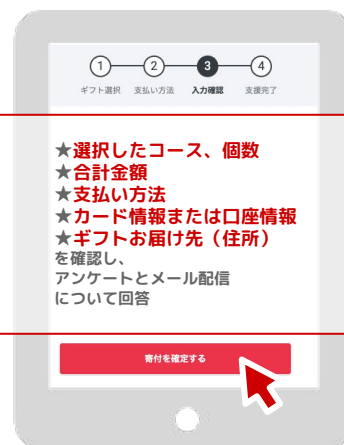 1 2 3 4
ギフト選択 支払い方法 入力確認 支援完了
★選択したコース、個数
★合計金額
★支払い方法
★カード情報または口座情報
★ギフトお届け先（住所）
を確認し、
アンケートとメール配信
について回答
寄付を確定する